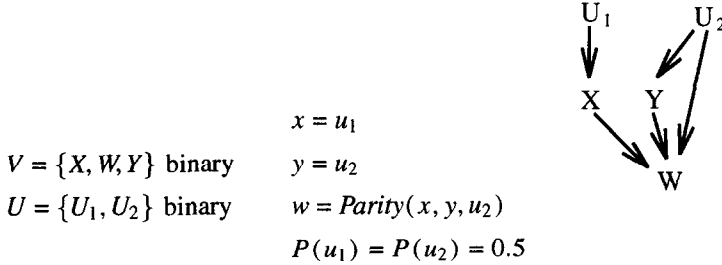 U₁ U₂
X Y
W
x = u₁
V = {X, W, Y} binary y = u₂
U = {U₁, U₂} binary w = Parity(x, y, u₂)
P(u₁) = P(u₂) = 0.5